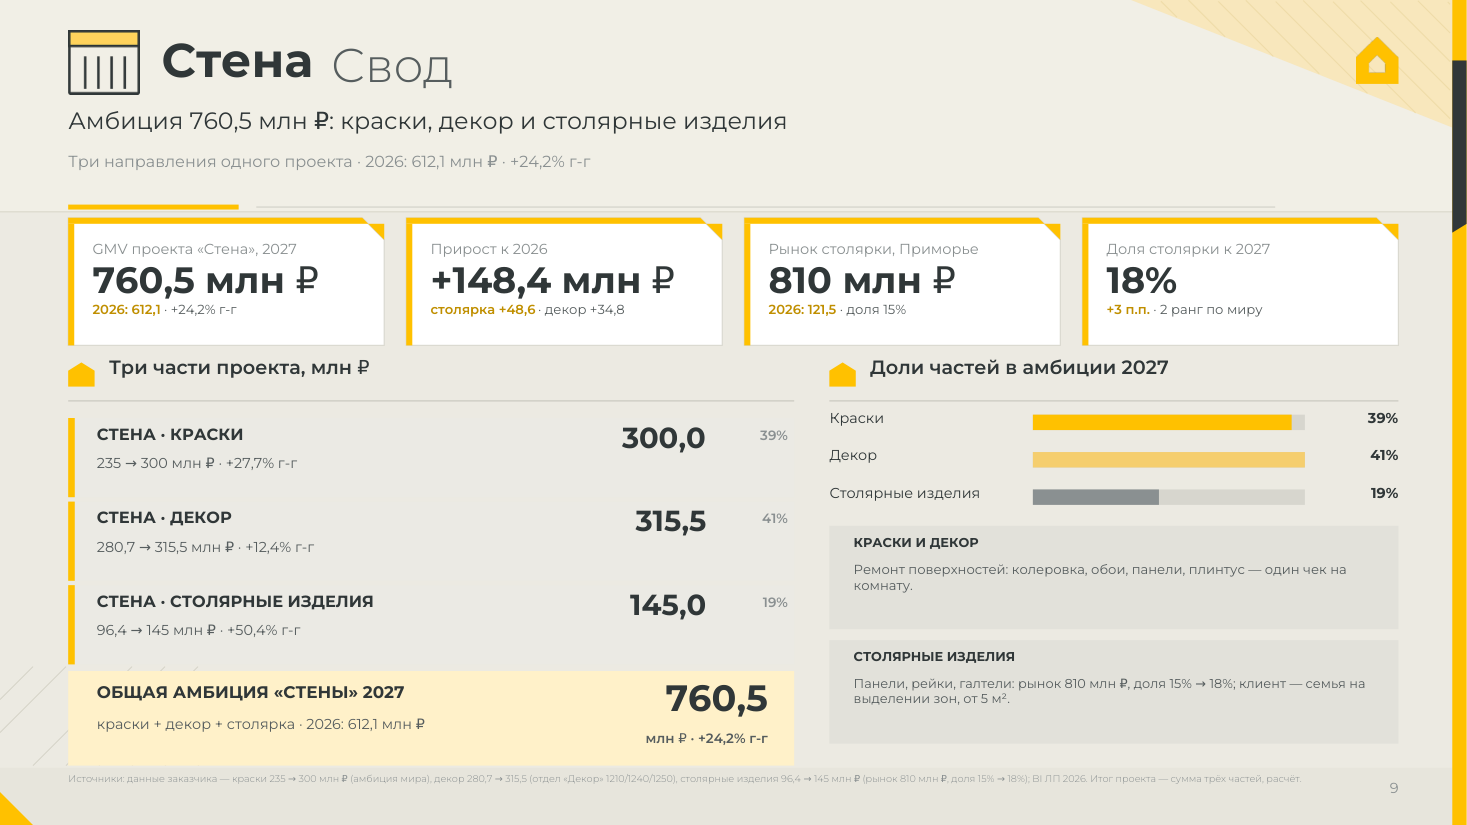 Стена Свод
Амбиция 760,5 млн ₽: краски, декор и столярные изделия
Три направления одного проекта · 2026: 612,1 млн ₽ · +24,2% г-г
GMV проекта «Стена», 2027
760,5 млн ₽
2026: 612,1 · +24,2% г-г
Прирост к 2026
+148,4 млн ₽
столярка +48,6 · декор +34,8
Рынок столярки, Приморье
810 млн ₽
2026: 121,5 · доля 15%
Доля столярки к 2027
18%
+3 п.п. · 2 ранг по миру
Три части проекта, млн ₽
СТЕНА · КРАСКИ
300,0
39%
235 → 300 млн ₽ · +27,7% г-г
СТЕНА · ДЕКОР
315,5
41%
280,7 → 315,5 млн ₽ · +12,4% г-г
СТЕНА · СТОЛЯРНЫЕ ИЗДЕЛИЯ
145,0
19%
96,4 → 145 млн ₽ · +50,4% г-г
ОБЩАЯ АМБИЦИЯ «СТЕНЫ» 2027
760,5
краски + декор + столярка · 2026: 612,1 млн ₽
млн ₽ · +24,2% г-г
Доли частей в амбиции 2027
Краски 39%
Декор 41%
Столярные изделия 19%
КРАСКИ И ДЕКОР
Ремонт поверхностей: колеровка, обои, панели, плинтус — один чек на
комнату.
СТОЛЯРНЫЕ ИЗДЕЛИЯ
Панели, рейки, галтели: рынок 810 млн ₽, доля 15% → 18%; клиент — семья на
выделении зон, от 5 м².
Источники: данные заказчика — краски 235 → 300 млн ₽ (амбиция мира), декор 280,7 → 315,5 (отдел «Декор» 1210/1240/1250), столярные изделия 96,4 → 145 млн ₽ (рынок 810 млн ₽, доля 15% → 18%), BI ЛП 2026. Итог проекта — сумма трёх частей, расчёт.
9